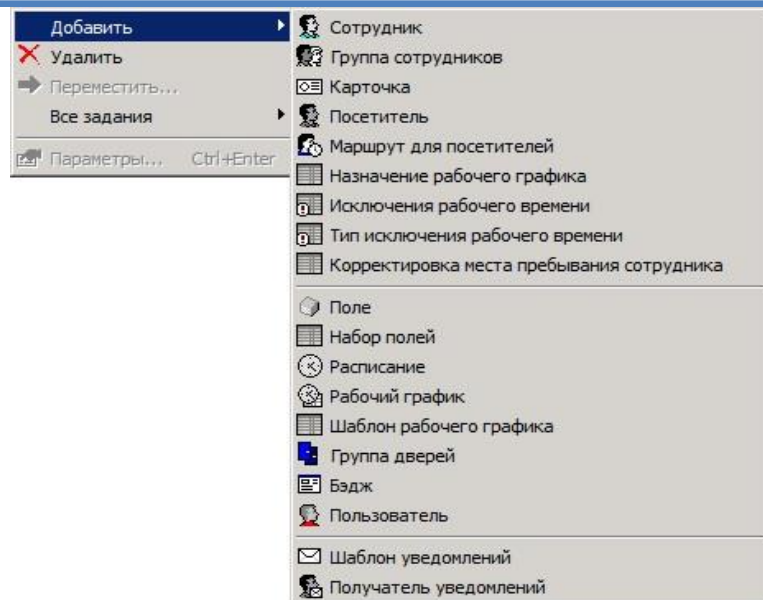 Добавить
Удалить
Переместить...
Все задания
Параметры... Ctrl+Enter
Сотрудник
Группа сотрудников
Карточка
Посетитель
Маршрут для посетителей
Назначение рабочего графика
Исключения рабочего времени
Тип исключения рабочего времени
Корректировка места пребывания сотрудника
Поле
Набор полей
Расписание
Рабочий график
Шаблон рабочего графика
Группа дверей
Бэдж
Пользователь
Шаблон уведомлений
Получатель уведомлений